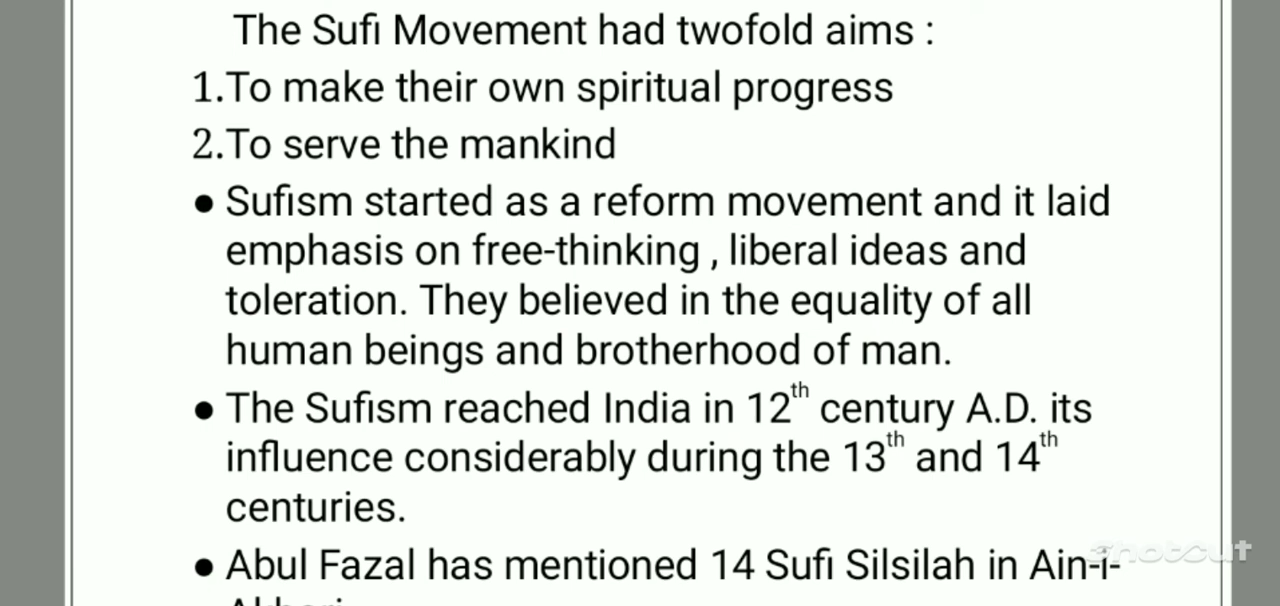 The Sufi Movement had twofold aims :
1.To make their own spiritual progress
2.To serve the mankind
● Sufism started as a reform movement and it laid
emphasis on free-thinking , liberal ideas and
toleration. They believed in the equality of all
human beings and brotherhood of man.
● The Sufism reached India in 12th century A.D. its
influence considerably during the 13th and 14th
centuries.
● Abul Fazal has mentioned 14 Sufi Silsilah in Ain-i-
Shotcut